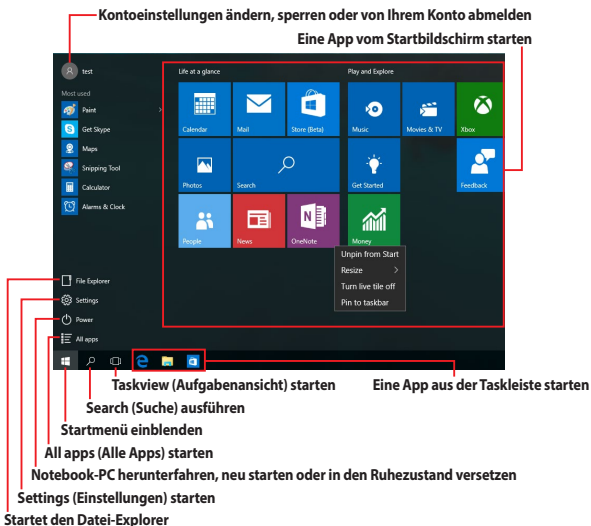 Kontoeinstellungen ändern, sperren oder von Ihrem Konto abmelden
Eine App vom Startbildschirm starten
test
Most used
Paint
Get Skype
Maps
Snipping Tool
Calculator
Alarms & Clock
File Explorer
Settings
Power
All apps
Life at a glance
Play and Explore
Calendar
Mail
Store (Beta)
Music
Movies & TV
Xbox
Photos
Search
Get Started
Feedback
People
News
OneNote
Money
Unpin from Start
Resize
Turn live tile off
Pin to taskbar
Taskview (Aufgabenansicht) starten
Eine App aus der Taskleiste starten
Search (Suche) ausführen
Startmenü einblenden
All apps (Alle Apps) starten
Notebook-PC herunterfahren, neu starten oder in den Ruhezustand versetzen
Settings (Einstellungen) starten
Startet den Datei-Explorer